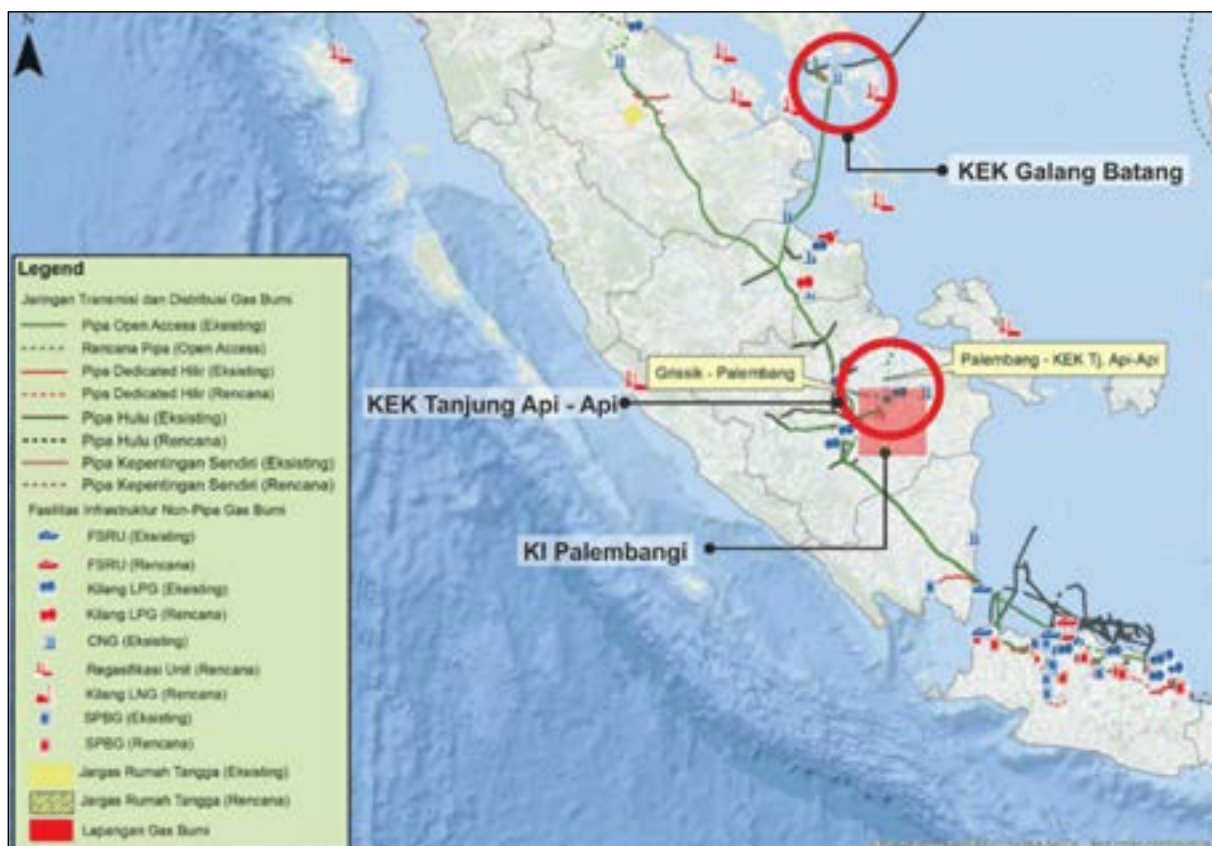 N
KEK Galang Batang
Grissik - Palembang
Palembang - KEK Tj. Api-Api
KEK Tanjung Api - Api
KI Palembangi
Legend
Jaringan Transmisi dan Distribusi Gas Bumi
Pipa Open Access (Eksisting)
Rencana Pipa (Open Access)
Pipa Dedicated Hilir (Eksisting)
Pipa Dedicated Hilir (Rencana)
Pipa Hulu (Eksisting)
Pipa Hulu (Rencana)
Pipa Kepentingan Sendiri (Eksisting)
Pipa Kepentingan Sendiri (Rencana)
Fasilitas Infrastruktur Non-Pipa Gas Bumi
FSRU (Eksisting)
FSRU (Rencana)
Kilang LPG (Eksisting)
Kilang LPG (Rencana)
CNG (Eksisting)
Regasifikasi Unit (Rencana)
Kilang LNG (Rencana)
SPBG (Eksisting)
SPBG (Rencana)
Jargas Rumah Tangga (Eksisting)
Jargas Rumah Tangga (Rencana)
Lapangan Gas Bumi